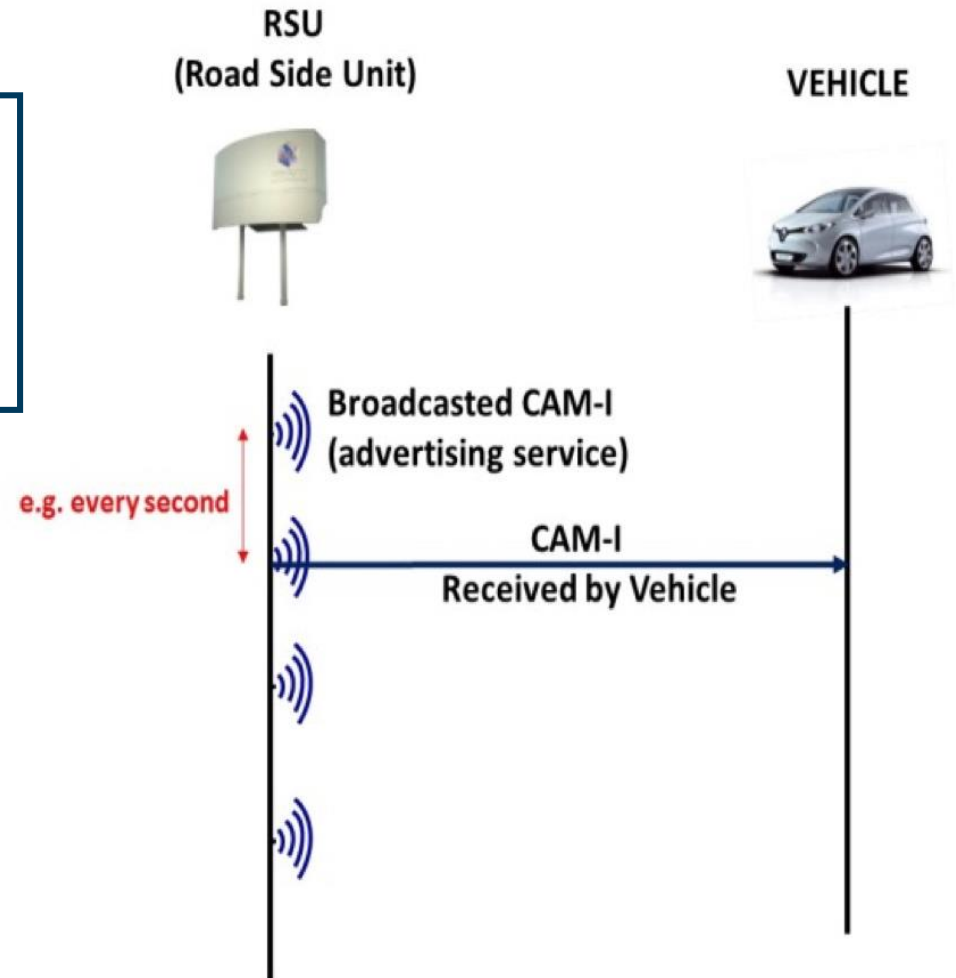 RSU
(Road Side Unit)
VEHICLE
Broadcasted CAM-I
(advertising service)
e.g. every second
CAM-I
Received by Vehicle